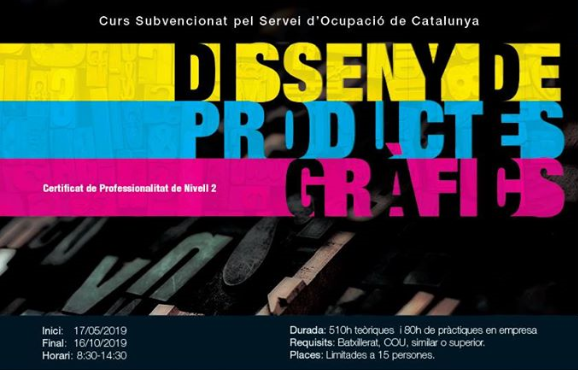 Curs Subvencionat pel Servei d'Ocupació de Catalunya
DISSENY DE
PRODUCTES
GRÀFICS
Certificat de Professionalitat de Nivell 2
Inici: 17/05/2019
Final: 16/10/2019
Horari: 8:30-14:30
Durada: 510h teòriques i 80h de pràctiques en empresa
Requisits: Batxillerat, COU, similar o superior.
Places: Limitades a 15 persones.